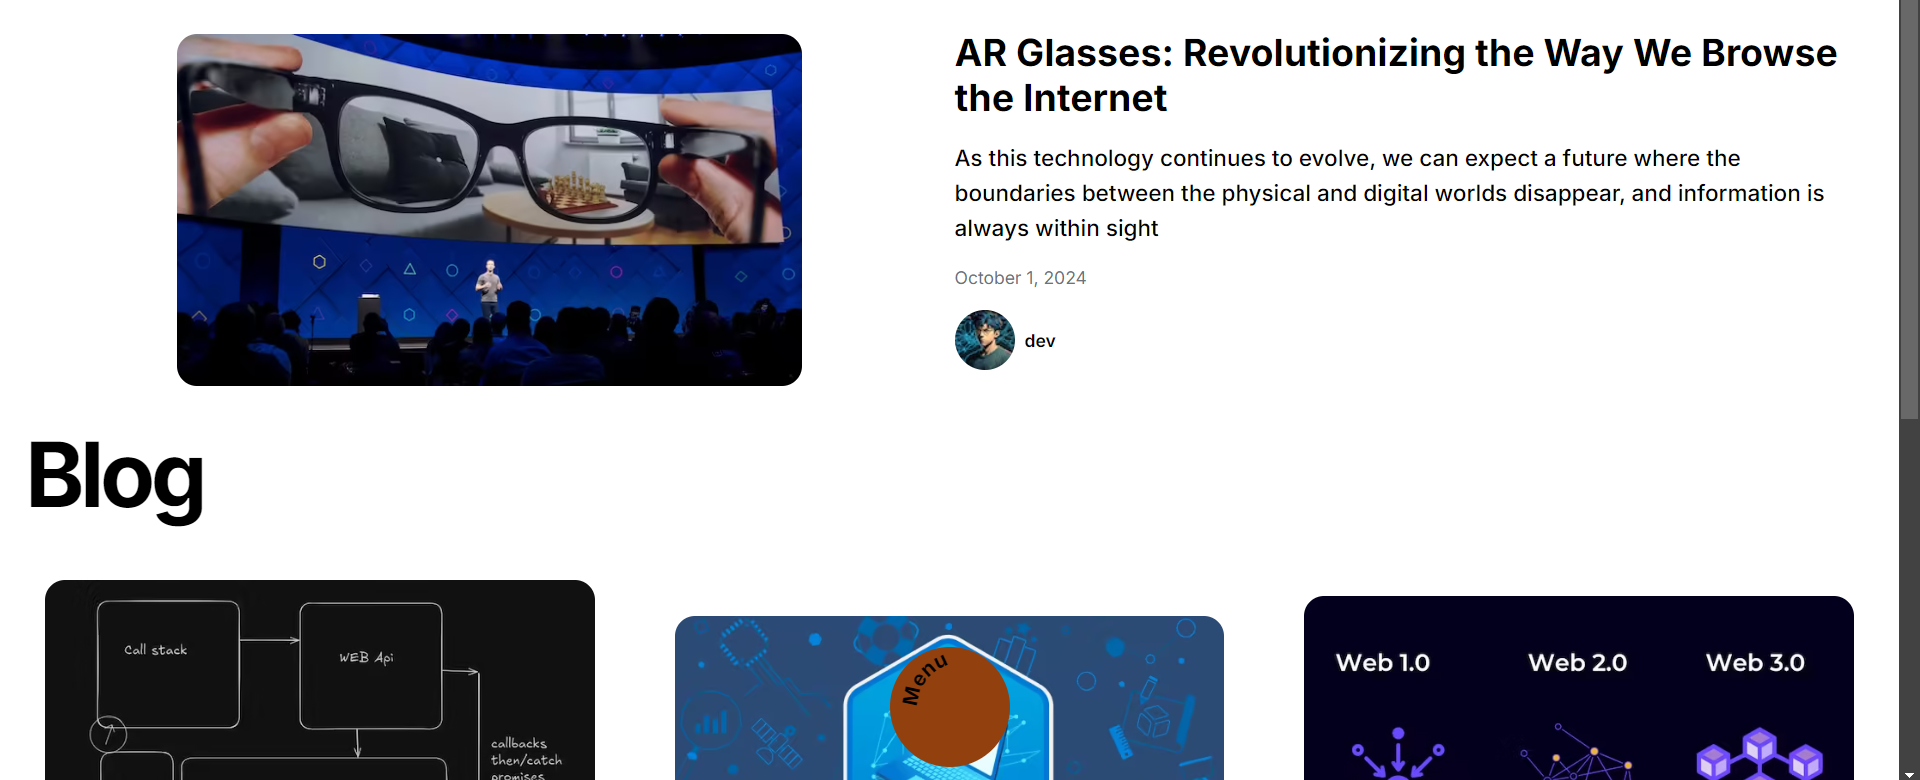 AR Glasses: Revolutionizing the Way We Browse
the Internet
As this technology continues to evolve, we can expect a future where the
boundaries between the physical and digital worlds disappear, and information is
always within sight
October 1, 2024
dev
Blog
Call stack
WEB Api
callbacks
then/catch
promises
Menu
Web 1.0
Web 2.0
Web 3.0